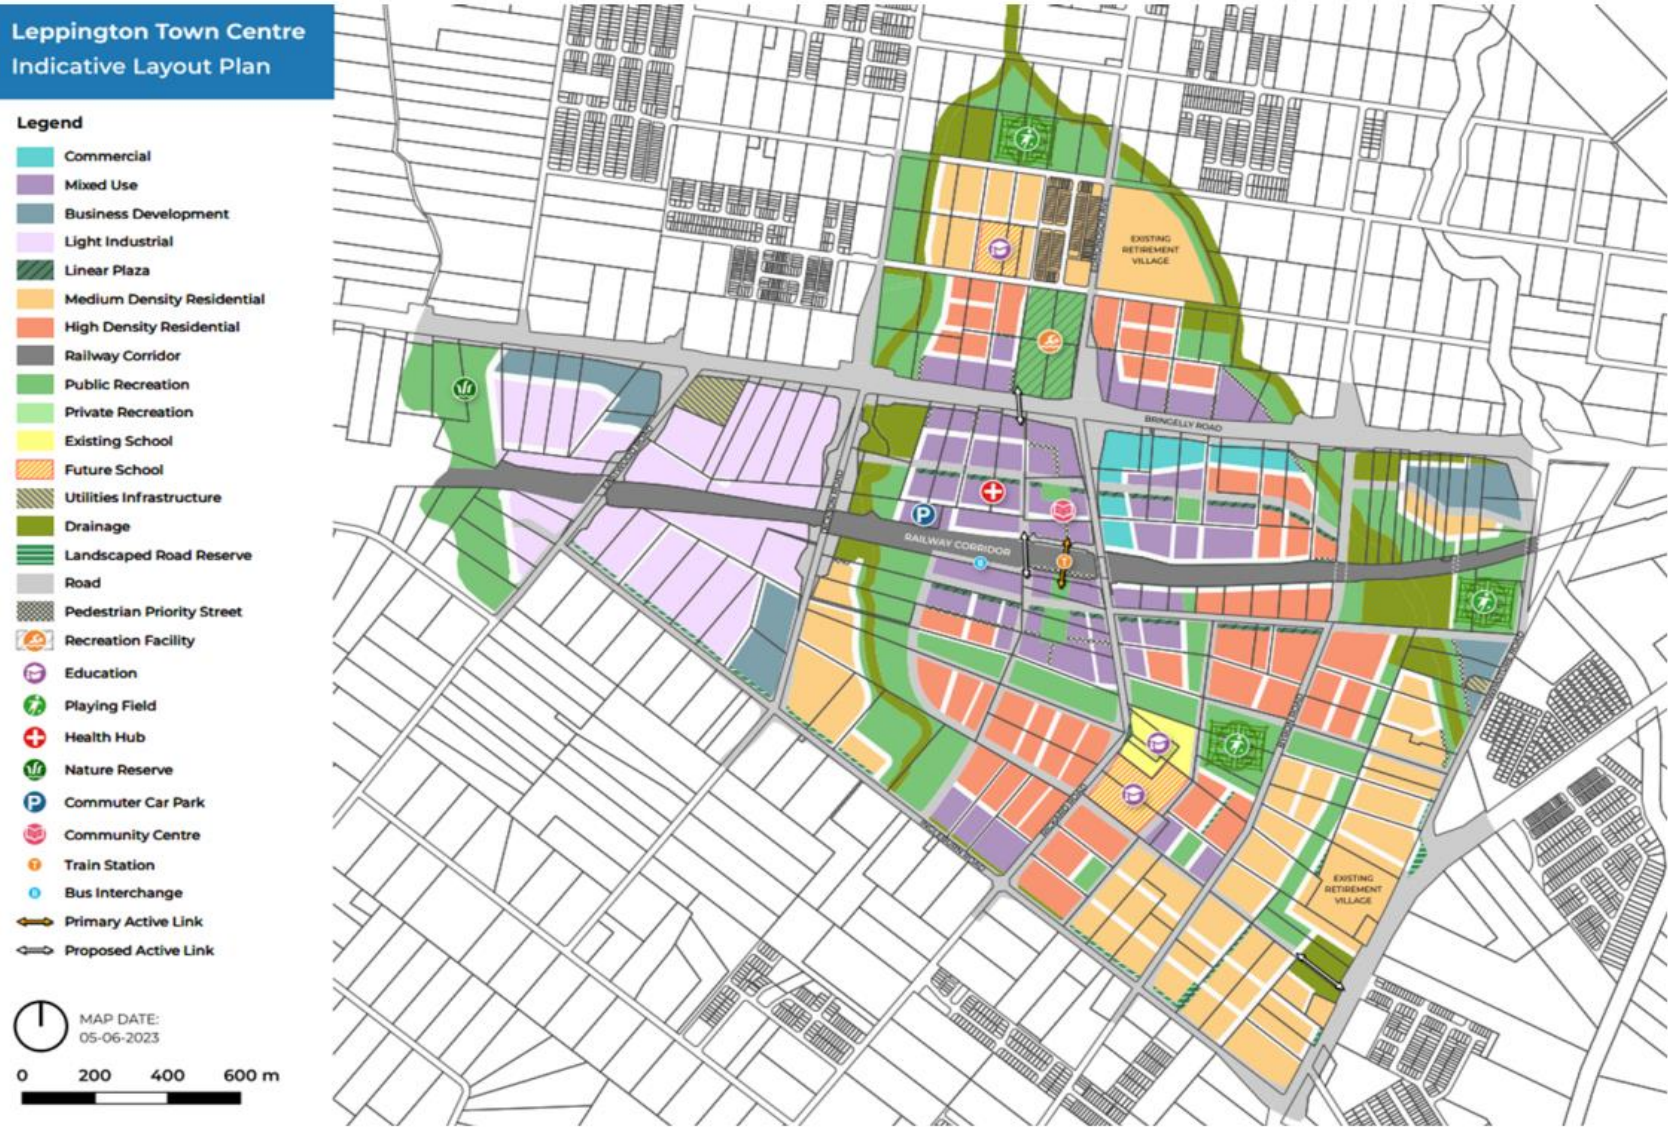 Leppington Town Centre
Indicative Layout Plan
Legend
Commercial
Mixed Use
Business Development
Light Industrial
Linear Plaza
Medium Density Residential
High Density Residential
Railway Corridor
Public Recreation
Private Recreation
Existing School
Future School
Utilities Infrastructure
Drainage
Landscaped Road Reserve
Road
Pedestrian Priority Street
Recreation Facility
Education
Playing Field
Health Hub
Nature Reserve
P
Commuter Car Park
Community Centre
T
Train Station
B
Bus Interchange
Primary Active Link
Proposed Active Link
MAP DATE:
05-06-2023
0 200 400 600 m
EXISTING
RETIREMENT
VILLAGE
BRINGELLY ROAD
P
RAILWAY CORRIDOR
B
T
EXISTING
RETIREMENT
VILLAGE